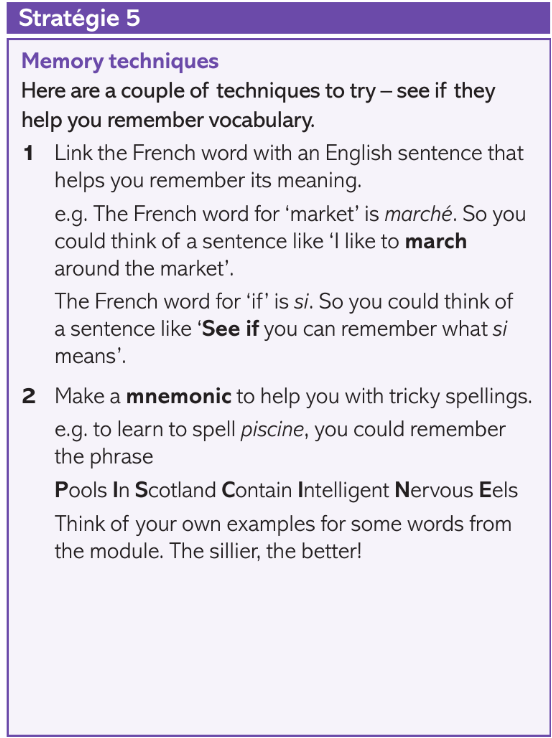 Stratégie 5
Memory techniques
Here are a couple of techniques to try – see if they
help you remember vocabulary.
1 Link the French word with an English sentence that
helps you remember its meaning.
e.g. The French word for ‘market’ is marché. So you
could think of a sentence like ‘I like to march
around the market’.
The French word for ‘if’ is si. So you could think of
a sentence like ‘See if you can remember what si
means’.
2 Make a mnemonic to help you with tricky spellings.
e.g. to learn to spell piscine, you could remember
the phrase
Pools In Scotland Contain Intelligent Nervous Eels
Think of your own examples for some words from
the module. The sillier, the better!